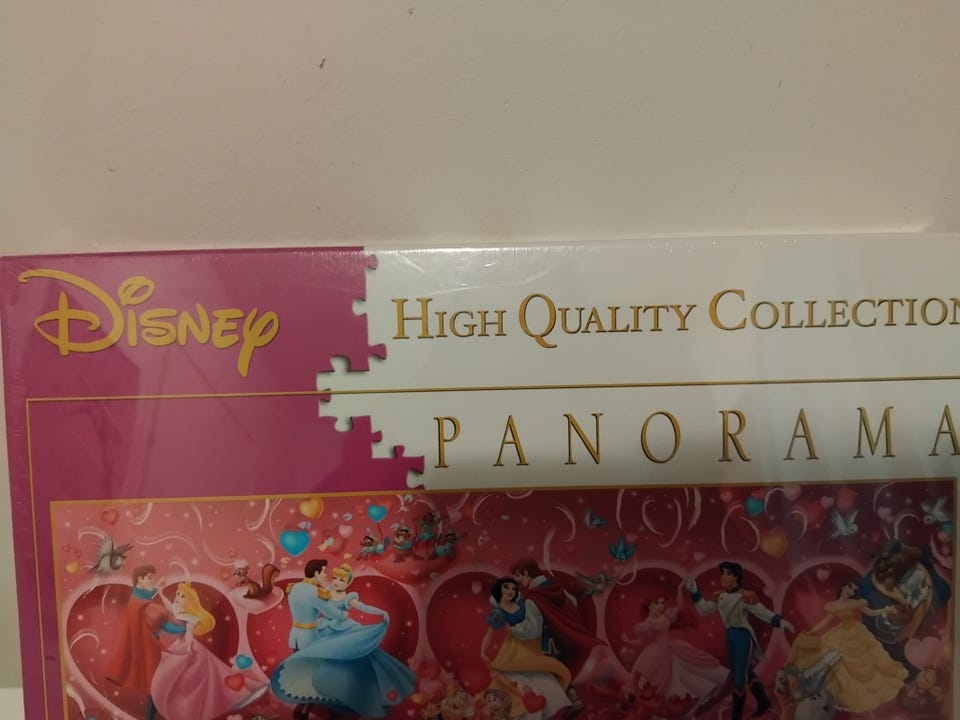 Disney
HIGH QUALITY COLLECTION
PANORAMA